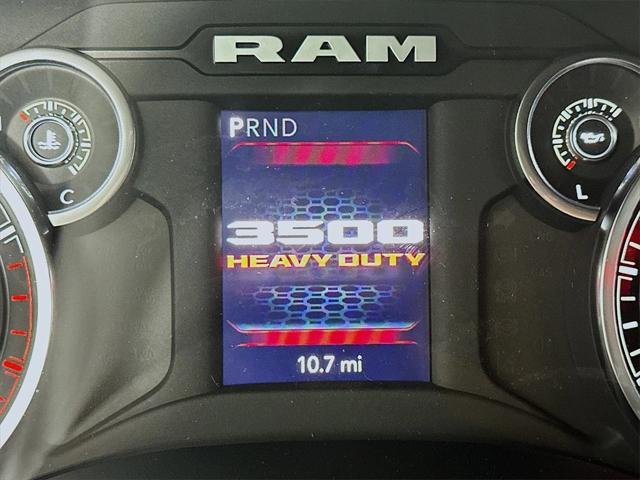 RAM
PRND
C
L
3500
HEAVY DUTY
10.7 mi